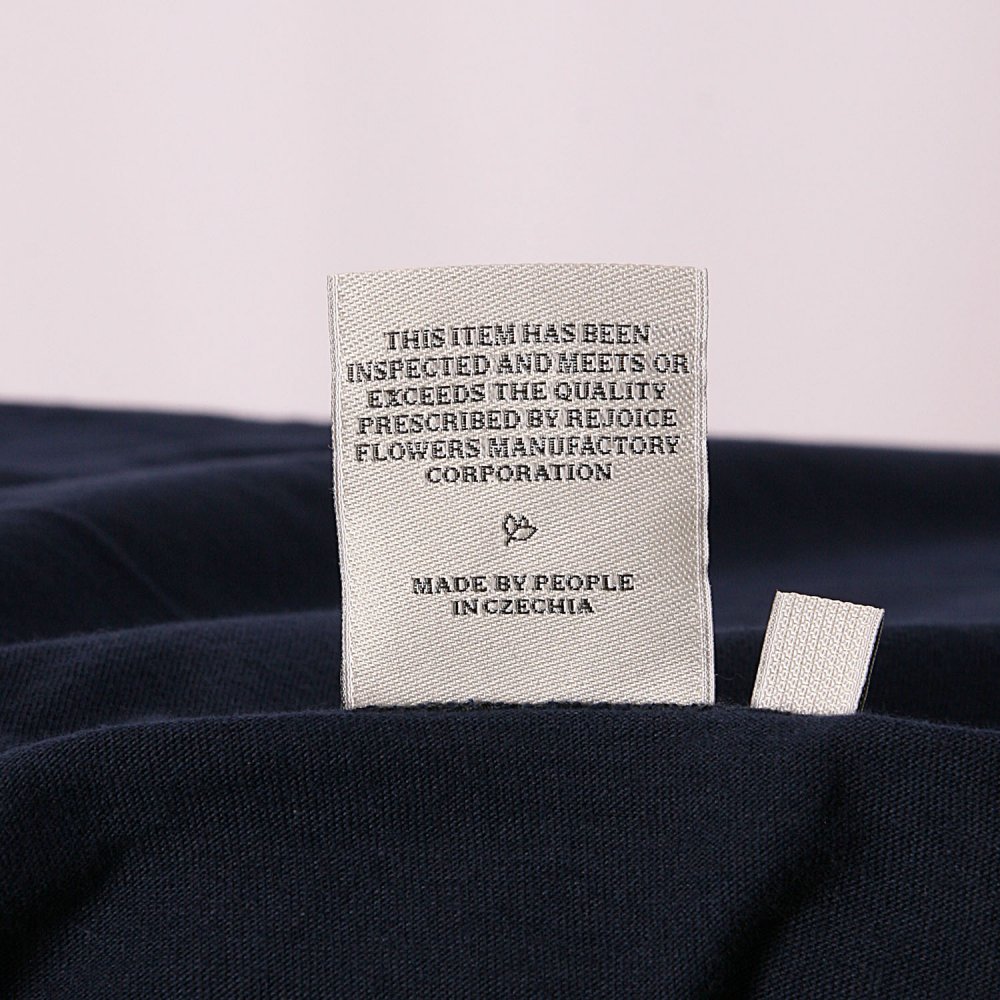 THIS ITEM HAS BEEN
INSPECTED AND MEETS OR
EXCEEDS THE QUALITY
PRESCRIBED BY REJOICE
FLOWERS MANUFACTORY
CORPORATION
MADE BY PEOPLE
IN CZECHIA